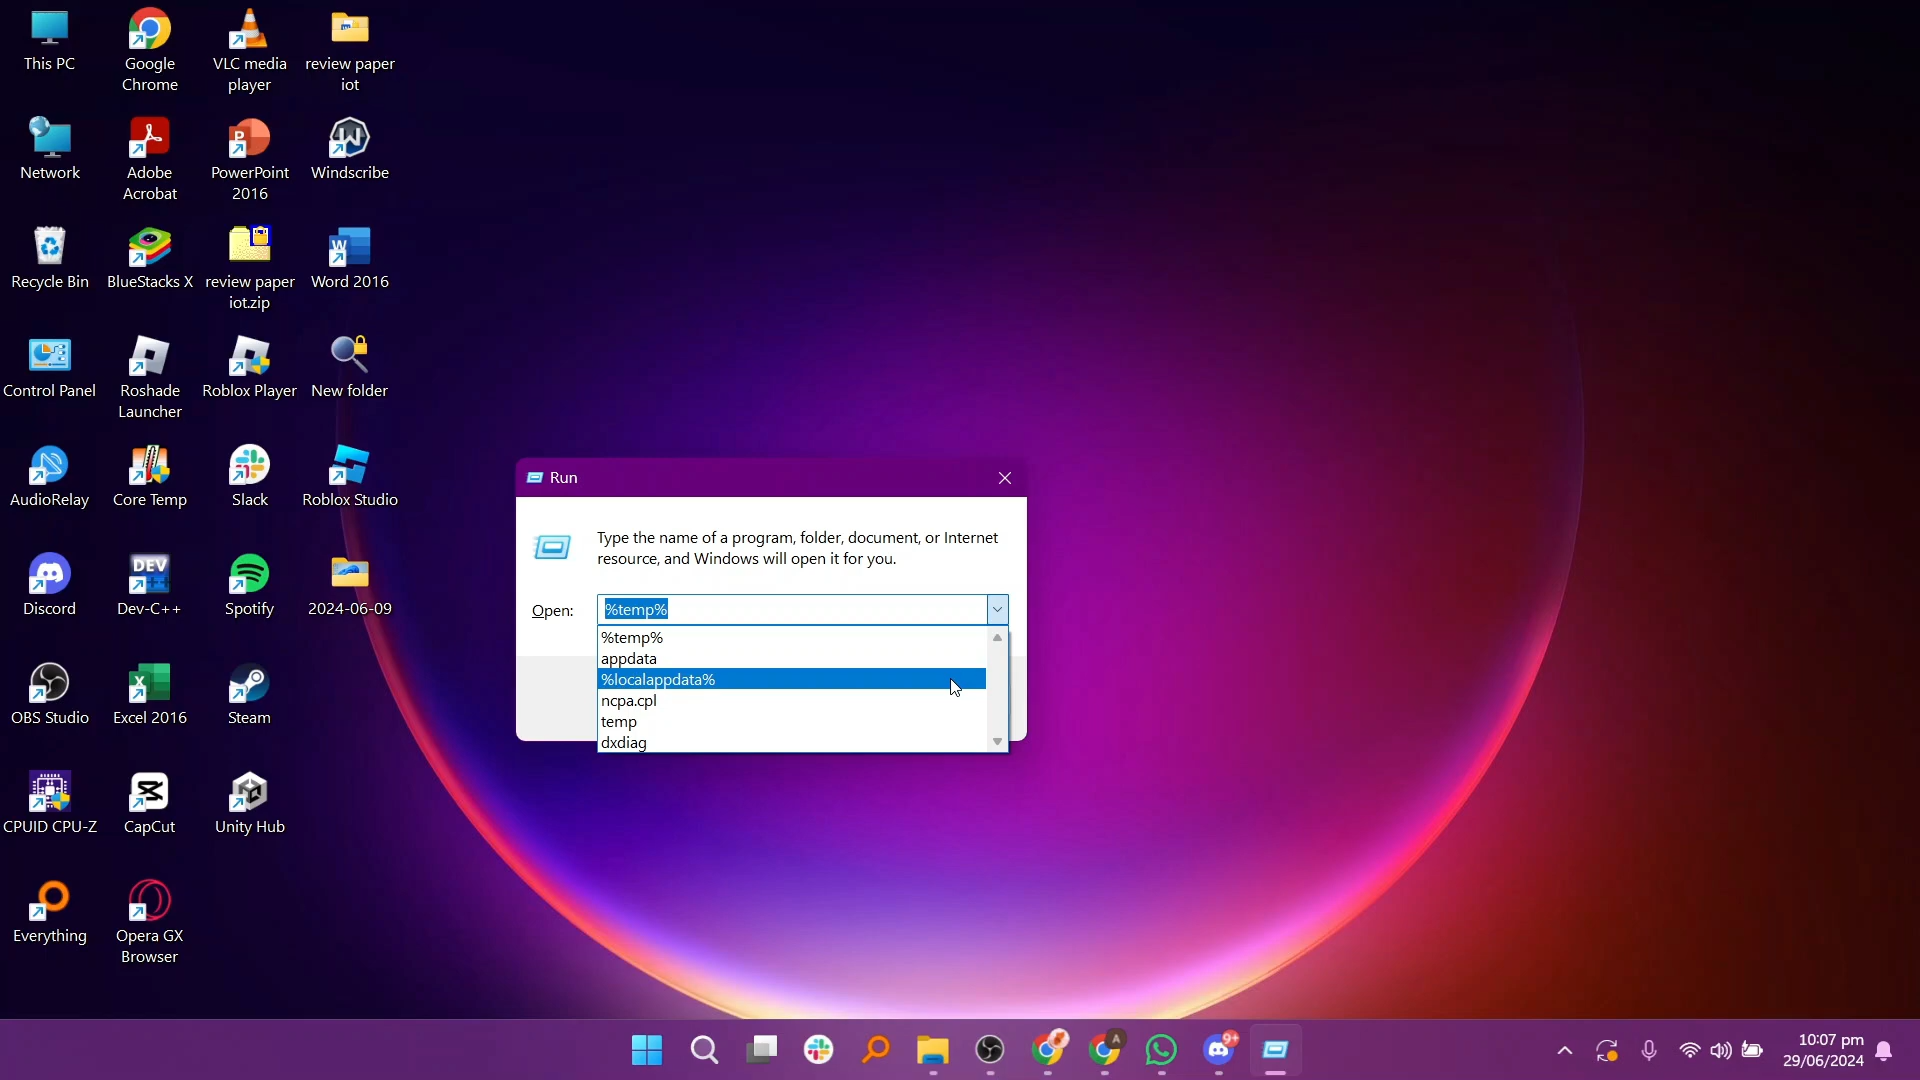 This PC
Google
Chrome
VLC media
player
review paper
iot
Network
Adobe
Acrobat
PowerPoint
2016
Windscribe
Recycle Bin
BlueStacks X
review paper
iot.zip
Word 2016
Control Panel
Roshade
Launcher
Roblox Player
New folder
AudioRelay
Core Temp
Slack
Roblox Studio
Discord
DEV
Dev-C++
Spotify
2024-06-09
OBS Studio
Excel 2016
Steam
CPUID CPU-Z
CapCut
Unity Hub
Everything
Opera GX
Browser
Run
Type the name of a program, folder, document, or Internet
resource, and Windows will open it for you.
Open:
%temp%
%temp%
appdata
%localappdata%
ncpa.cpl
temp
dxdiag
A
9+
10:07 pm
29/06/2024